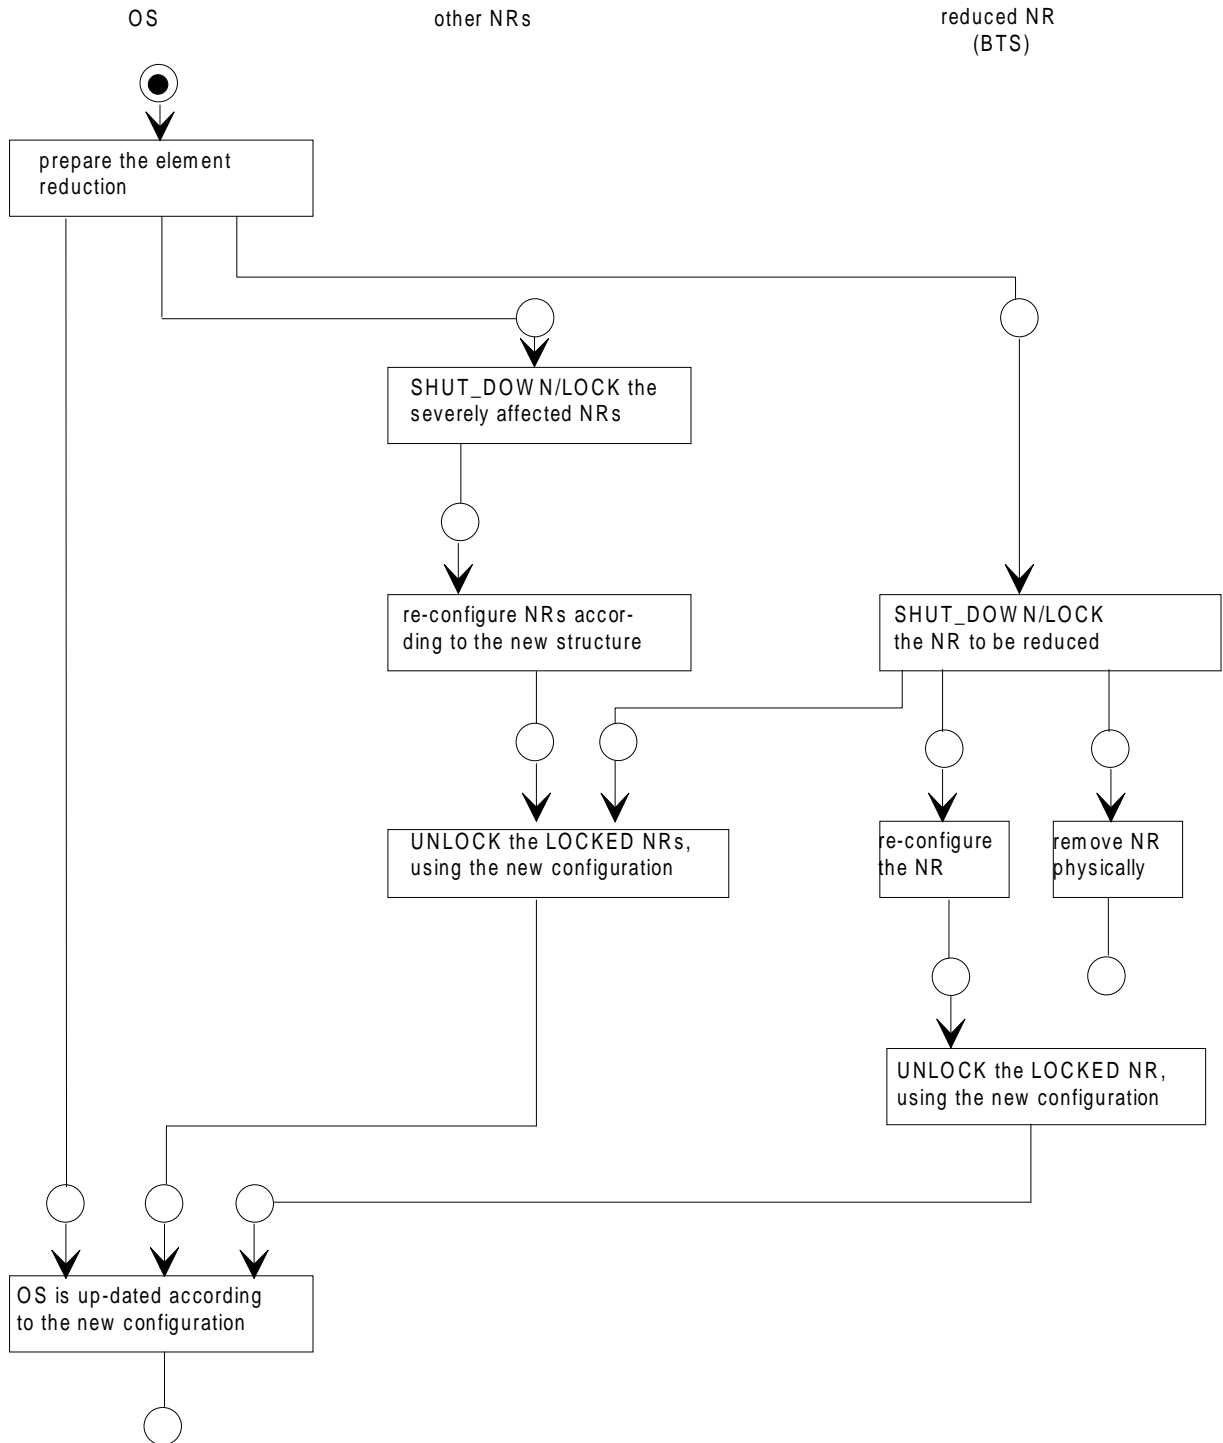 OS
other NRs
reduced NR
(BTS)
prepare the element
reduction
SHUT_DOWN/LOCK the
severely affected NRs
re-configure NRs accor-
ding to the new structure
SHUT_DOWN/LOCK
the NR to be reduced
UNLOCK the LOCKED NRs,
using the new configuration
re-configure
the NR
remove NR
physically
UNLOCK the LOCKED NR,
using the new configuration
OS is up-dated according
to the new configuration